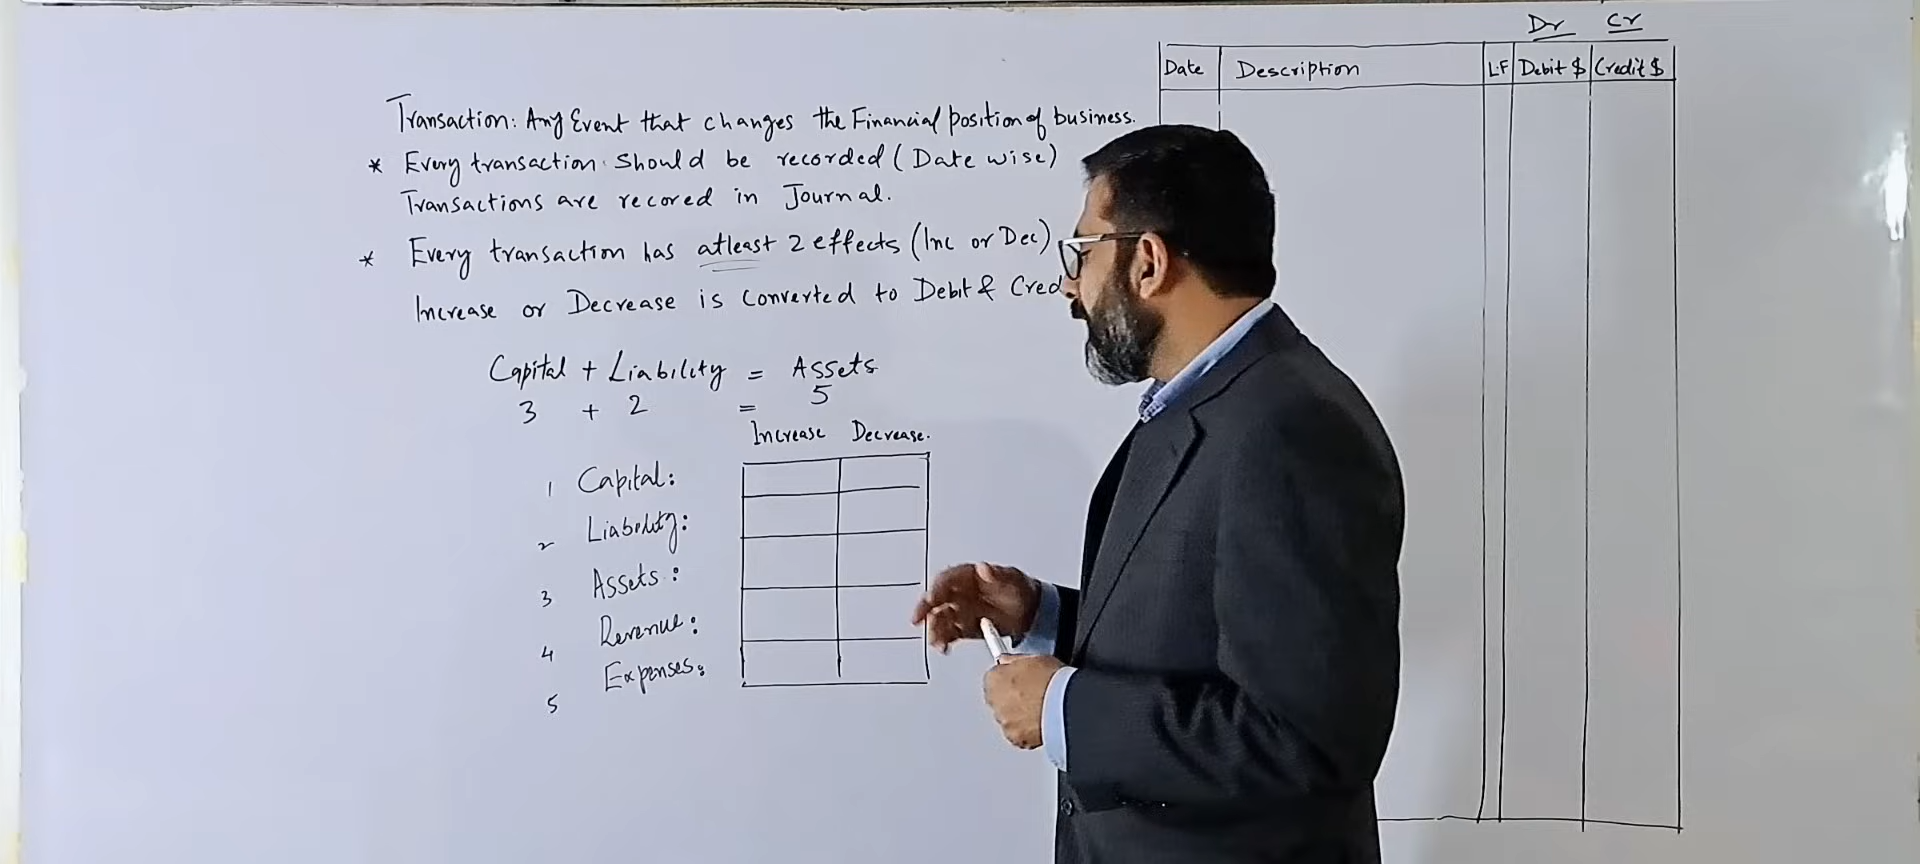 Transaction: Any Event that changes the Financial position of business.
* Every transaction should be recorded (Date wise)
Transactions are recored in Journal.
* Every transaction has atleast 2 effects (Inc or Dec)
Increase or Decrease is converted to Debit & Cred
Capital + Liability = Assets
3 + 2 = 5
Increase Decrease.
1 Capital:
2 Liability:
3 Assets:
4 Revenue:
5 Expenses:
Dr Cr
Date Description L.F Debit $ Credit $